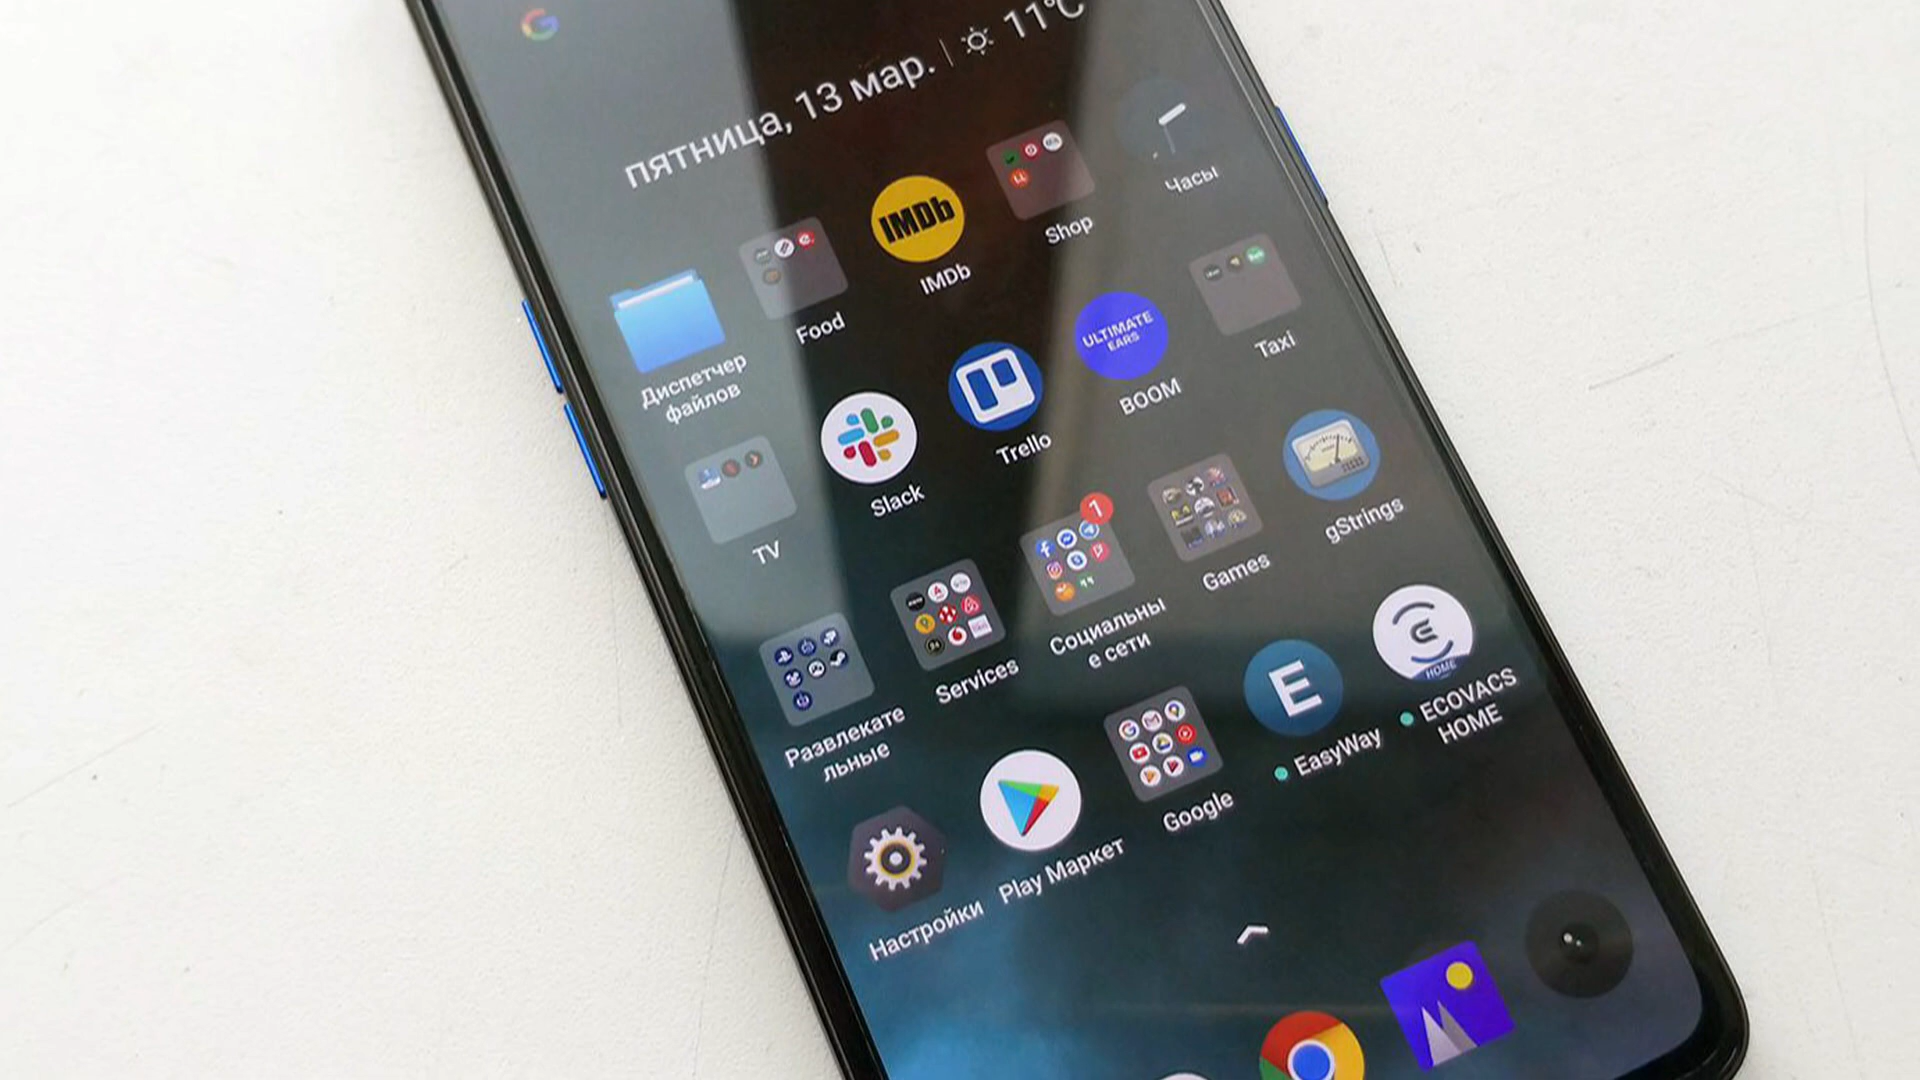 пятница, 13 мар. | 11°C
Диспетчер
файлов
Food
IMDb
IMDb
Shop
Часы
TV
Slack
Trello
ULTIMATE
EARS
BOOM
Taxi
Развлекате
льные
Services
1
Социальны
е сети
Games
gStrings
Настройки
Play Маркет
Google
E
EasyWay
HOME
ECOVACS
HOME